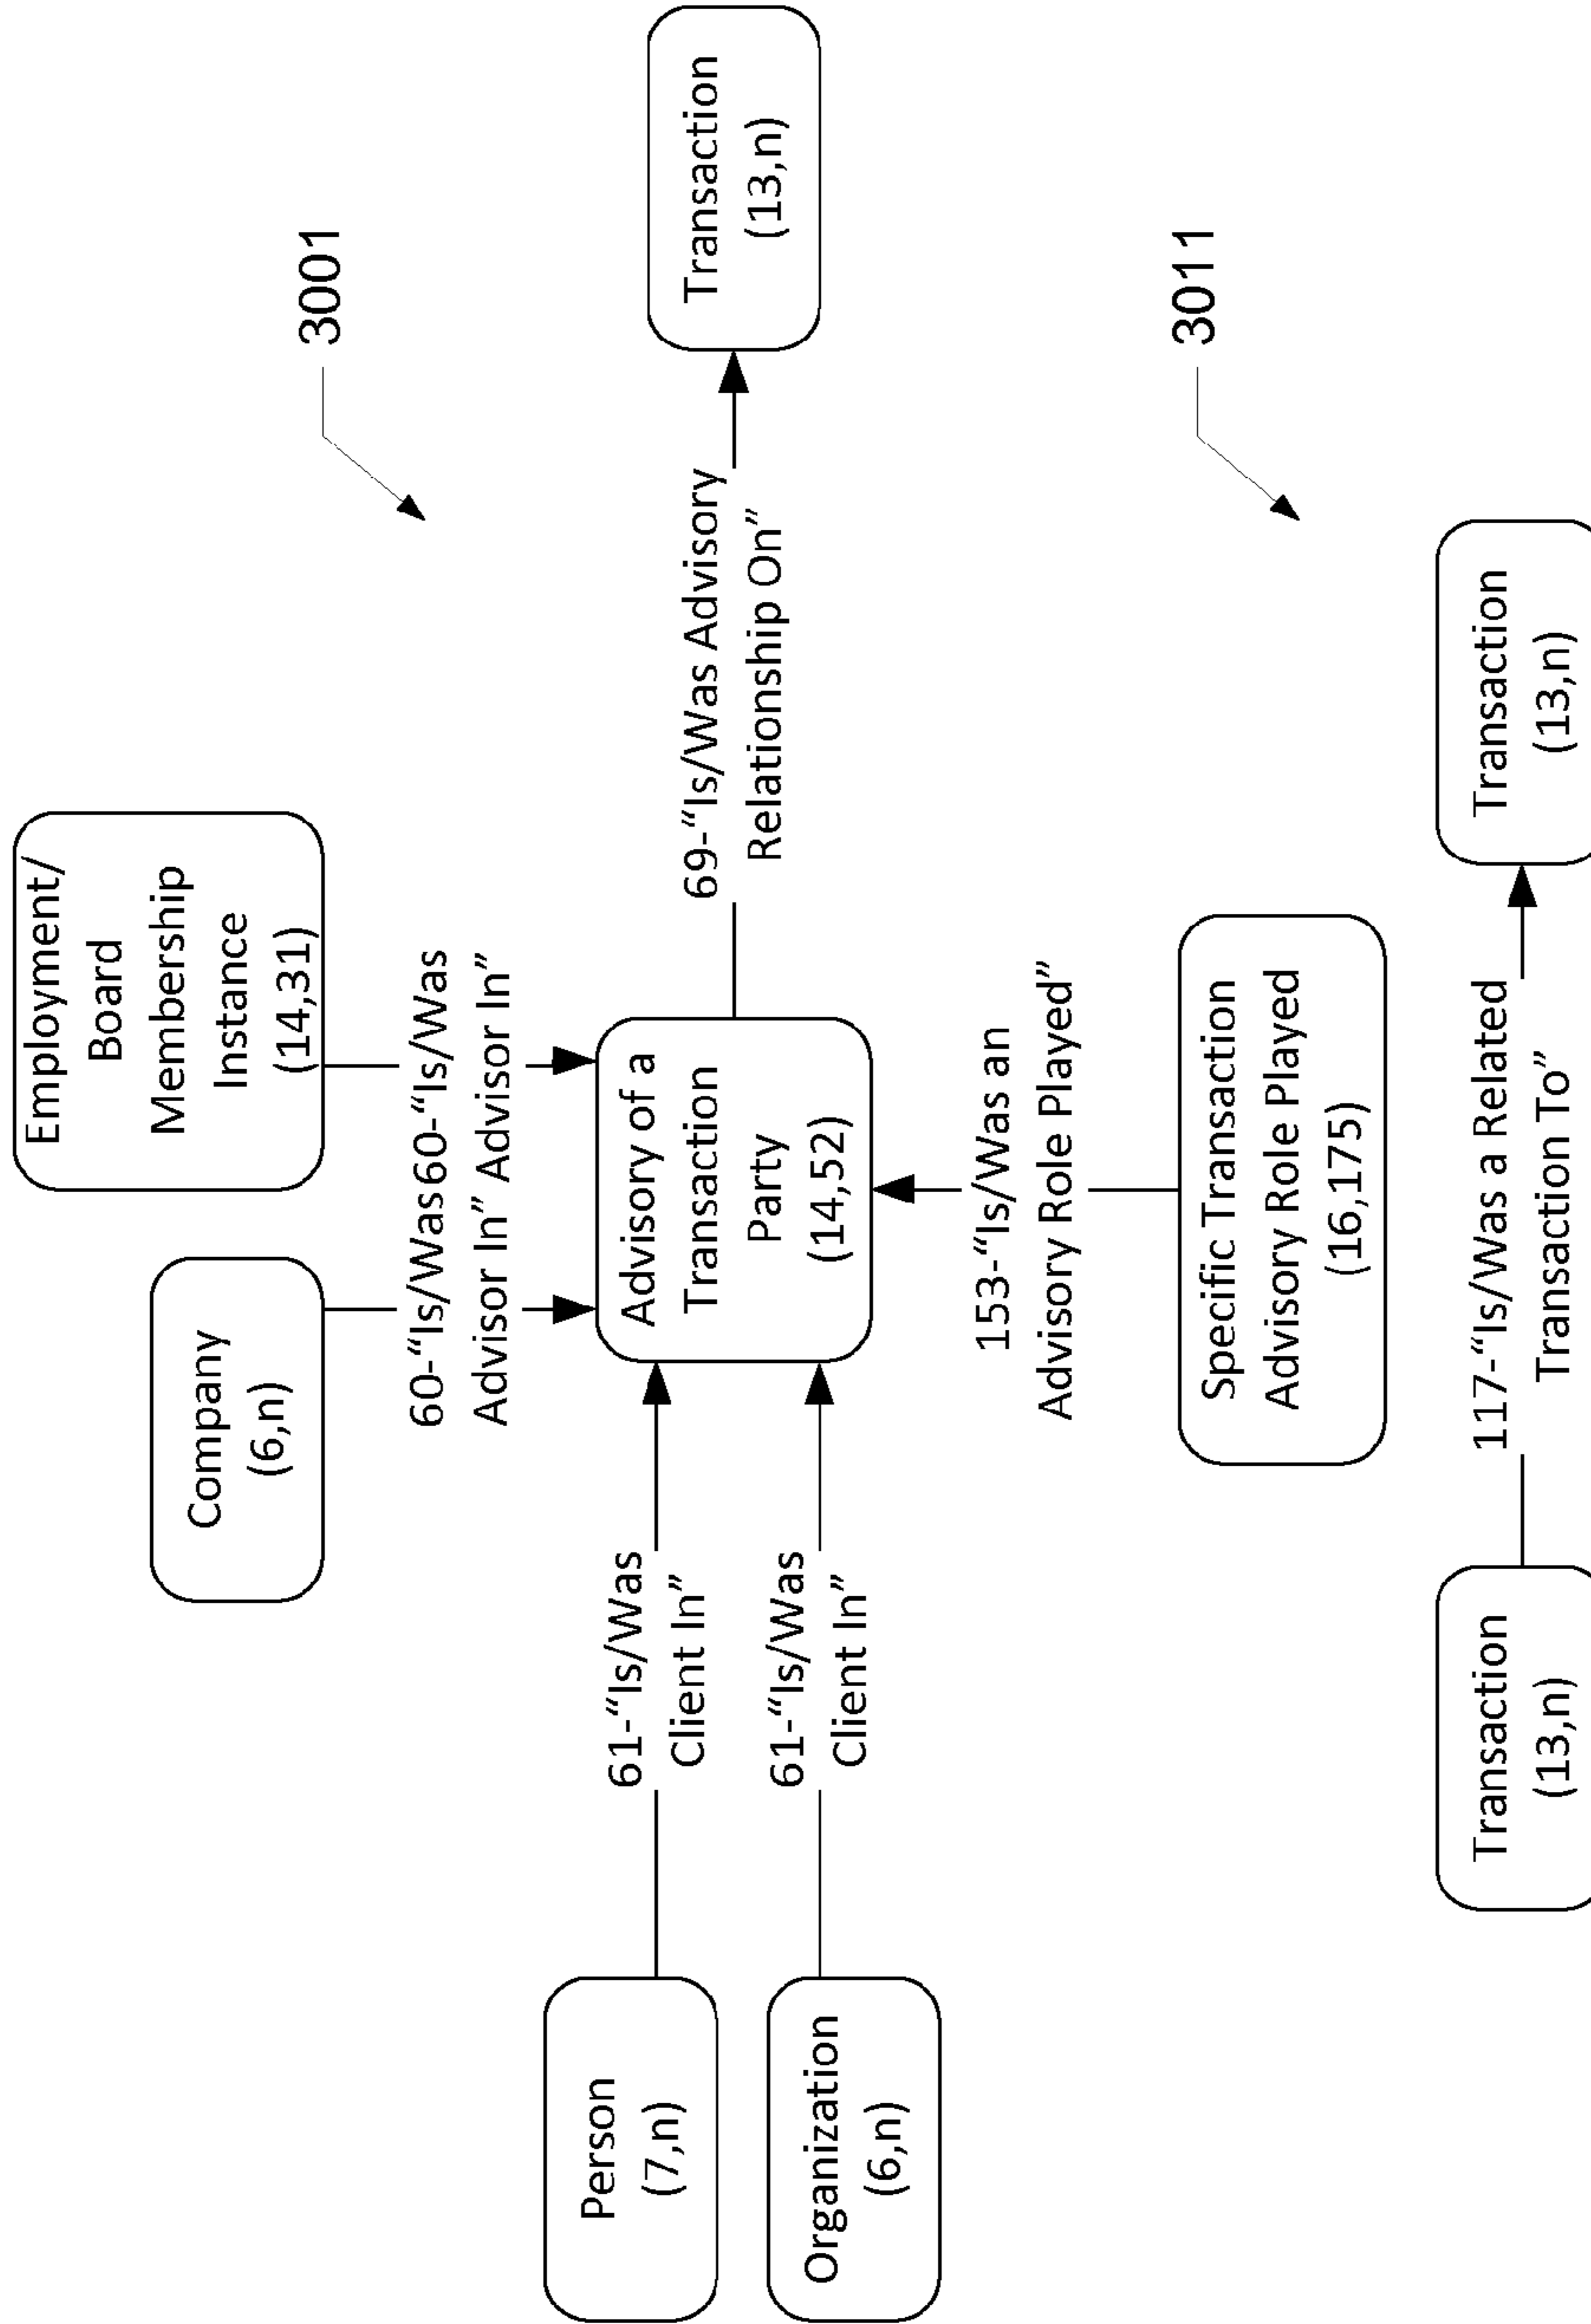 Employment/
Board
Membership
Instance
(14,31)
Company
(6,n)
3001
60-“Is/Was60-“Is/Was
Advisor In” Advisor In”
Person
(7,n)
61-“Is/Was
Client In”
Advisory of a
Transaction
Party
(14,52)
69-“Is/Was Advisory
Relationship On”
Transaction
(13,n)
Organization
(6,n)
61-“Is/Was
Client In”
153-“Is/Was an
Advisory Role Played”
Specific Transaction
Advisory Role Played
(16,175)
3011
Transaction
(13,n)
117-“Is/Was a Related
Transaction To”
Transaction
(13,n)